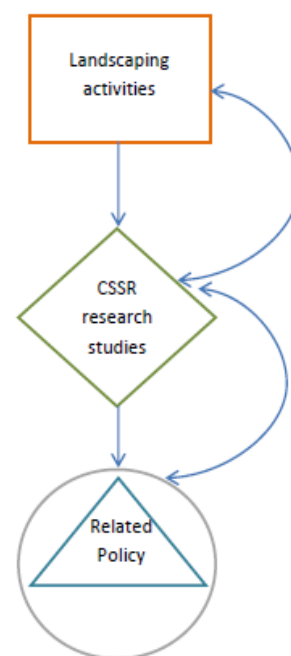 Landscaping
activities
CSSR
research
studies
Related
Policy